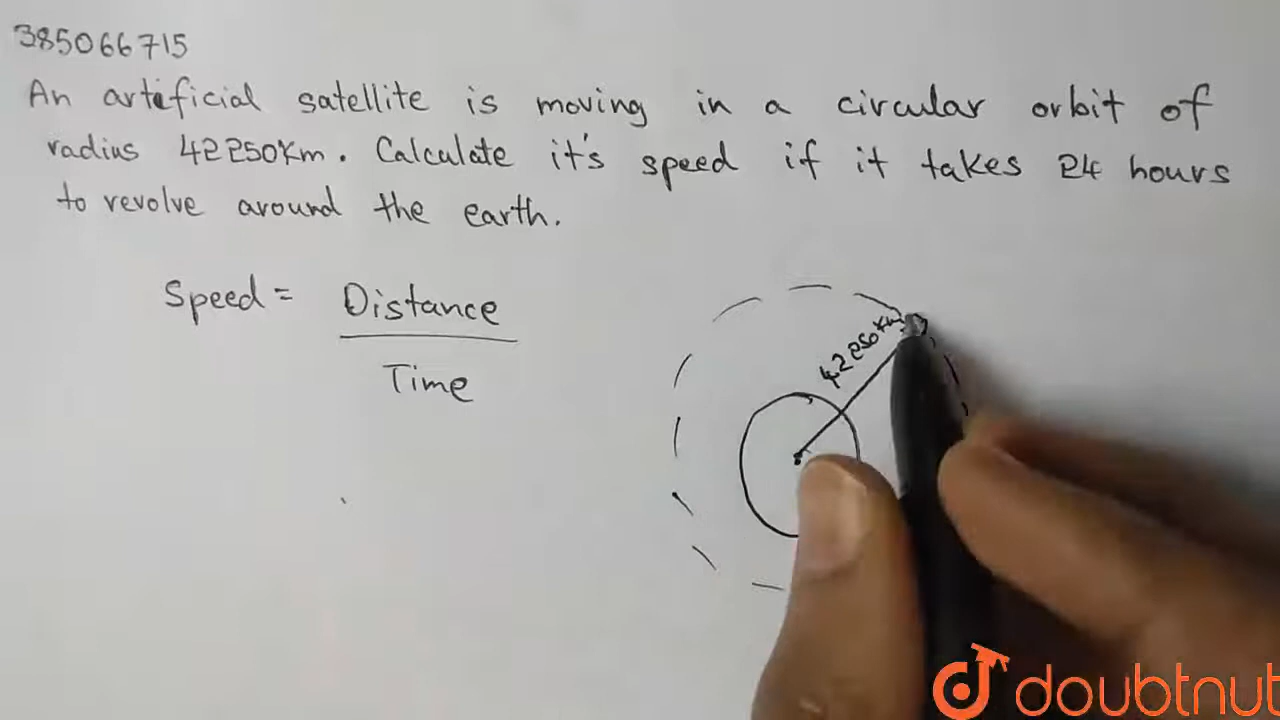 385066715
An artificial satellite is moving in a circular orbit of
radius 42250Km. Calculate it's speed if it takes 24 hours
to revolve around the earth.
Speed = Distance
Time
42250Km
doubtnut